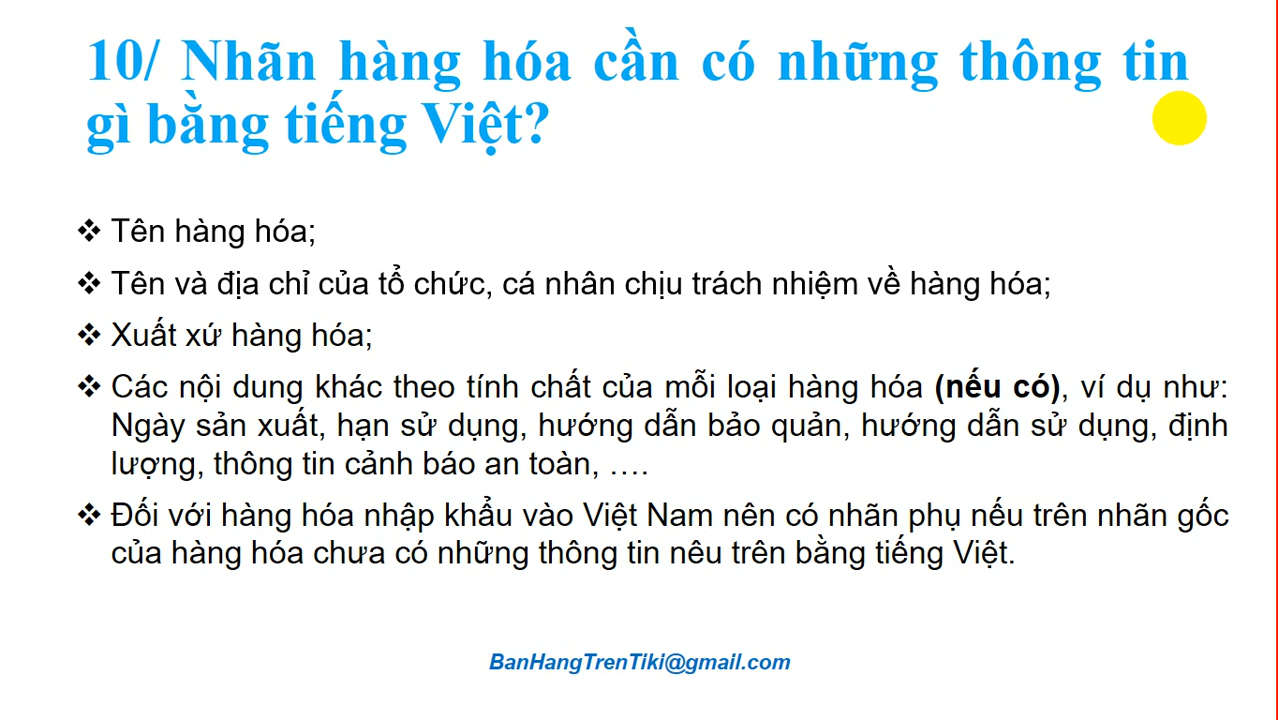 10/ Nhãn hàng hóa cần có những thông tin
gì bằng tiếng Việt?
❖ Tên hàng hóa;
❖ Tên và địa chỉ của tổ chức, cá nhân chịu trách nhiệm về hàng hóa;
❖ Xuất xứ hàng hóa;
❖ Các nội dung khác theo tính chất của mỗi loại hàng hóa (nếu có), ví dụ như:
Ngày sản xuất, hạn sử dụng, hướng dẫn bảo quản, hướng dẫn sử dụng, định
lượng, thông tin cảnh báo an toàn, ….
❖ Đối với hàng hóa nhập khẩu vào Việt Nam nên có nhãn phụ nếu trên nhãn gốc
của hàng hóa chưa có những thông tin nêu trên bằng tiếng Việt.
BanHangTrenTiki@gmail.com